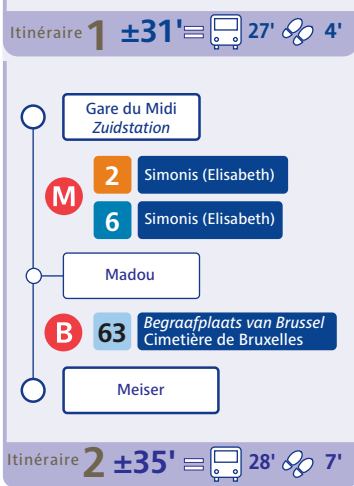 Itinéraire 1 ±31' = 27' 4'
Gare du Midi
Zuidstation
M
2 Simonis (Elisabeth)
6 Simonis (Elisabeth)
Madou
B
63 Begraafplaats van Brussel
Cimetière de Bruxelles
Meiser
Itinéraire 2 ±35' = 28' 7'